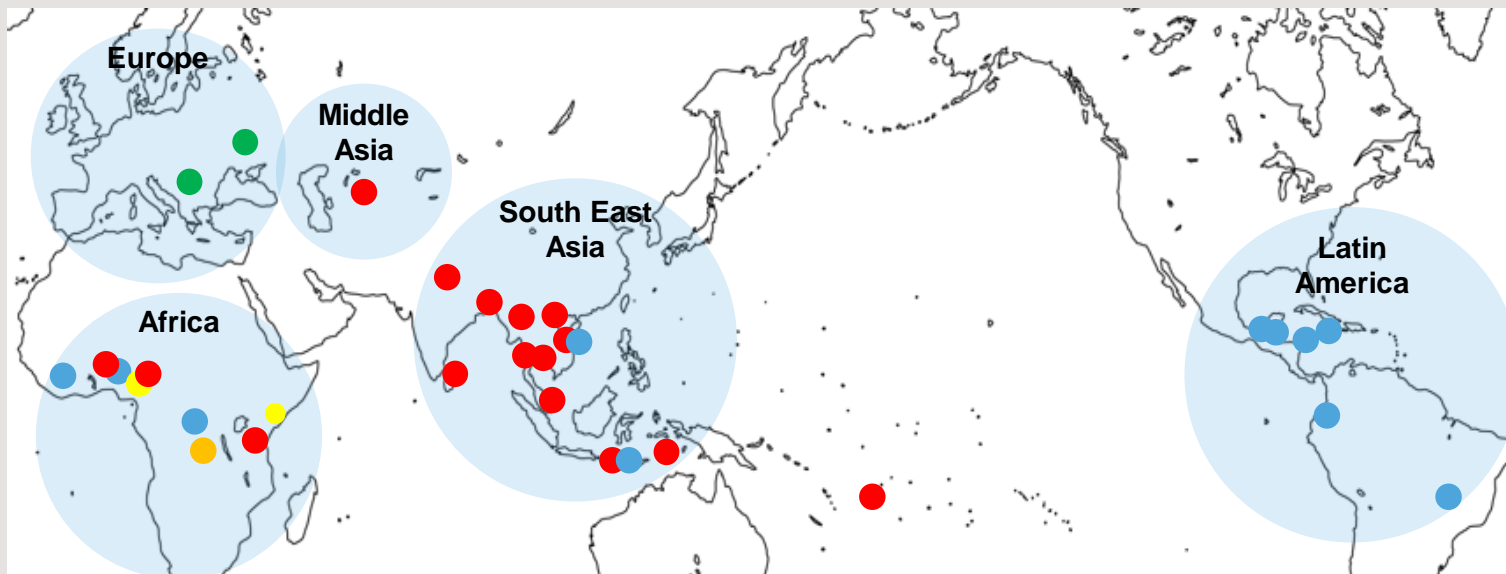 Europe
Middle
Asia
South East
Asia
Latin
America
Africa